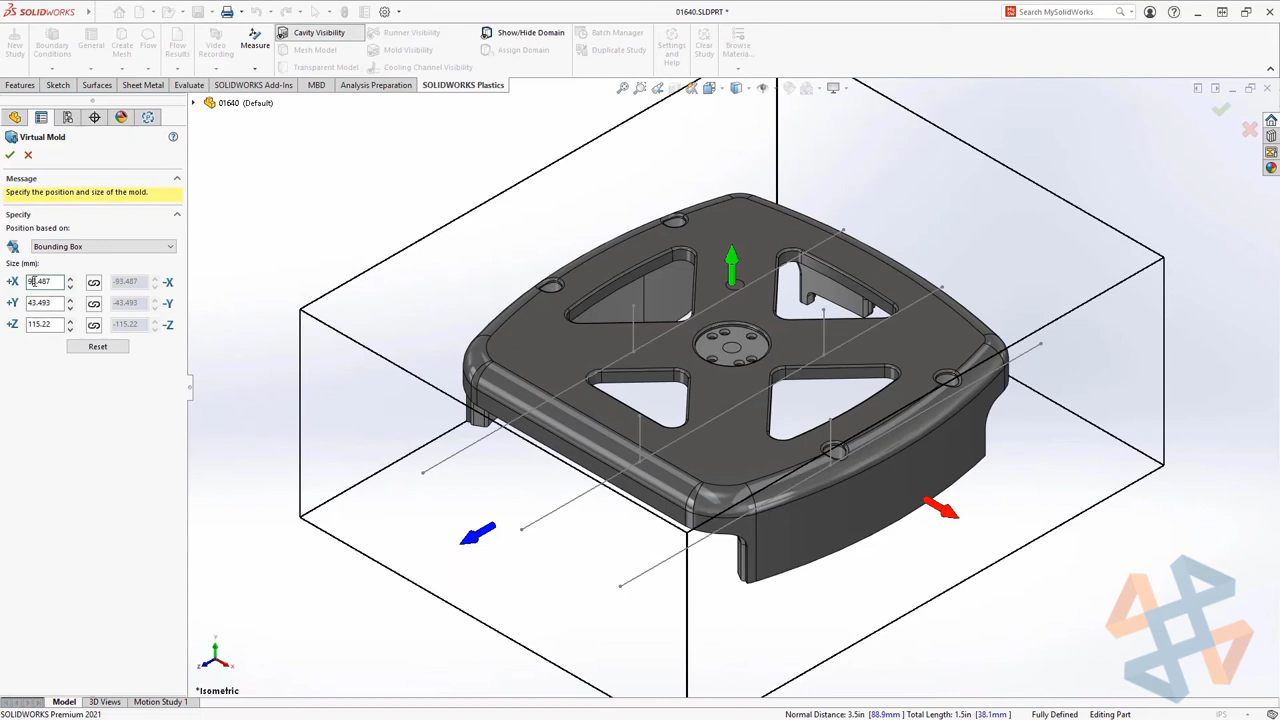 SOLIDWORKS
01640.SLDPRT *
Search MySolidWorks
New Study
Boundary Conditions
General
Create Mesh
Flow
Flow Results
Video Recording
Measure
Cavity Visibility
Mesh Model
Transparent Model
Runner Visibility
Mold Visibility
Cooling Channel Visibility
Show/Hide Domain
Assign Domain
Batch Manager
Duplicate Study
Settings and Help
Clear Study
Browse Materia...
Features
Sketch
Surfaces
Sheet Metal
Evaluate
SOLIDWORKS Add-Ins
MBD
Analysis Preparation
SOLIDWORKS Plastics
01640 (Default)
Virtual Mold
Message
Specify the position and size of the mold.
Specify
Position based on:
Bounding Box
Size (mm):
+X 93.487 -93.487 -X
+Y 43.493 -43.493 -Y
+Z 115.22 -115.22 -Z
Reset
Y
Z
X
*Isometric
Model
3D Views
Motion Study 1
SOLIDWORKS Premium 2021
Normal Distance: 3.5in [88.9mm] Total Length: 1.5in [38.1mm]
Fully Defined
Editing Part
IPS